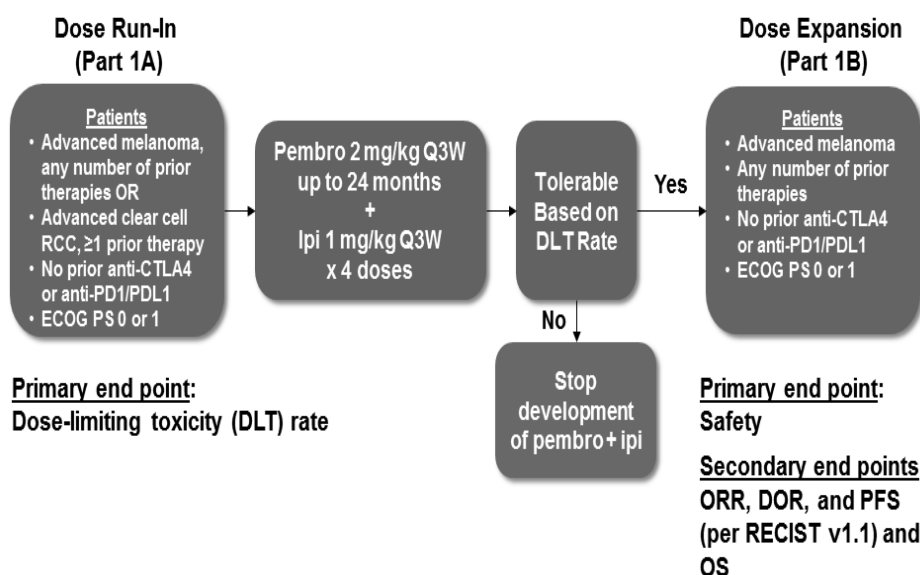 Dose Run-In
(Part 1A)
Patients
• Advanced melanoma,
any number of prior
therapies OR
• Advanced clear cell
RCC, ≥1 prior therapy
• No prior anti-CTLA4
or anti-PD1/PDL1
• ECOG PS 0 or 1
Primary end point:
Dose-limiting toxicity (DLT) rate
Pembro 2 mg/kg Q3W
up to 24 months
+
Ipi 1 mg/kg Q3W
x 4 doses
Tolerable
Based on
DLT Rate
Yes
No
Stop
development
of pembro + ipi
Dose Expansion
(Part 1B)
Patients
• Advanced melanoma
• Any number of prior
therapies
• No prior anti-CTLA4
or anti-PD1/PDL1
• ECOG PS 0 or 1
Primary end point:
Safety
Secondary end points
ORR, DOR, and PFS
(per RECIST v1.1) and
OS